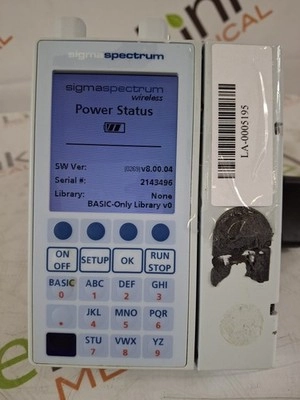 sigmaspectrum
sigmaspectrum
wireless
Power Status
SW Ver: v8.00.04
Serial #: 2143496
Library: None
BASIC-Only Library v0
ON OFF
SETUP
OK
RUN STOP
BASIC 0
ABC 1
DEF 2
GHI 3
.
JKL 4
MNO 5
PQR 6
STU 7
VWX 8
YZ 9
LA-0005195